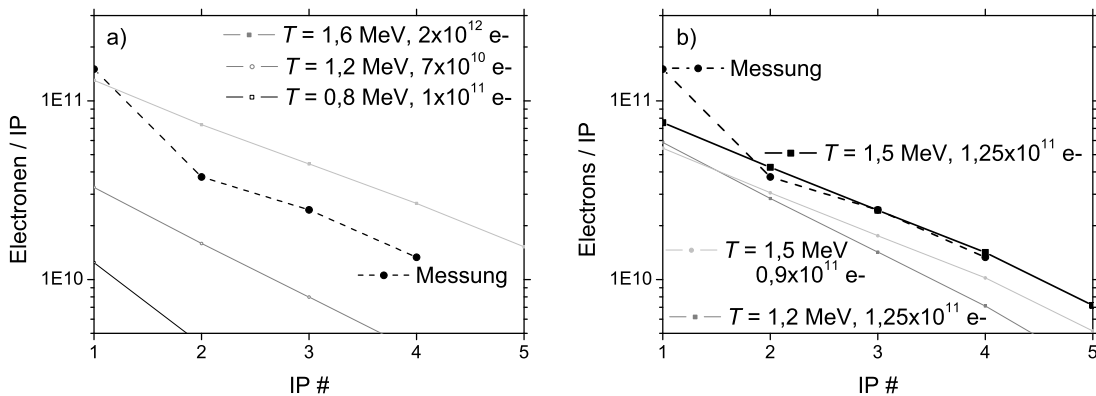 a)
T = 1,6 MeV, 2x10¹² e-
T = 1,2 MeV, 7x10¹⁰ e-
T = 0,8 MeV, 1x10¹¹ e-
1E11
1E10
Electronen / IP
Messung
1 2 3 4 5
IP #
b)
Messung
1E11
T = 1,5 MeV, 1,25x10¹¹ e-
Electrons / IP
T = 1,5 MeV
0,9x10¹¹ e-
1E10
T = 1,2 MeV, 1,25x10¹¹ e-
1 2 3 4 5
IP #